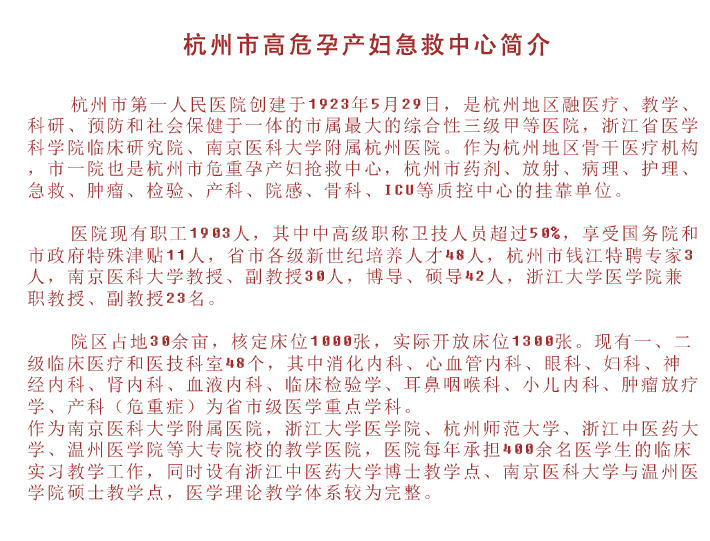 杭州市高危孕产妇急救中心简介
杭州市第一人民医院创建于1923年5月29日，是杭州地区融医疗、教学、
科研、预防和社会保健于一体的市属最大的综合性三级甲等医院，浙江省医学
科学院临床研究院、南京医科大学附属杭州医院。作为杭州地区骨干医疗机构
，市一院也是杭州市危重孕产妇抢救中心，杭州市药剂、放射、病理、护理、
急救、肿瘤、检验、产科、院感、骨科、ICU等质控中心的挂靠单位。
医院现有职工1903人，其中中高级职称卫技人员超过50%，享受国务院和
市政府特殊津贴11人，省市各级新世纪培养人才48人，杭州市钱江特聘专家3
人，南京医科大学教授、副教授30人，博导、硕导42人，浙江大学医学院兼
职教授、副教授23名。
院区占地30余亩，核定床位1000张，实际开放床位1300张。现有一、二
级临床医疗和医技科室48个，其中消化内科、心血管内科、眼科、妇科、神
经内科、肾内科、血液内科、临床检验学、耳鼻咽喉科、小儿内科、肿瘤放疗
学、产科（危重症）为省市级医学重点学科。
作为南京医科大学附属医院，浙江大学医学院、杭州师范大学、浙江中医药大
学、温州医学院等大专院校的教学医院，医院每年承担400余名医学生的临床
实习教学工作，同时设有浙江中医药大学博士教学点、南京医科大学与温州医
学院硕士教学点，医学理论教学体系较为完整。